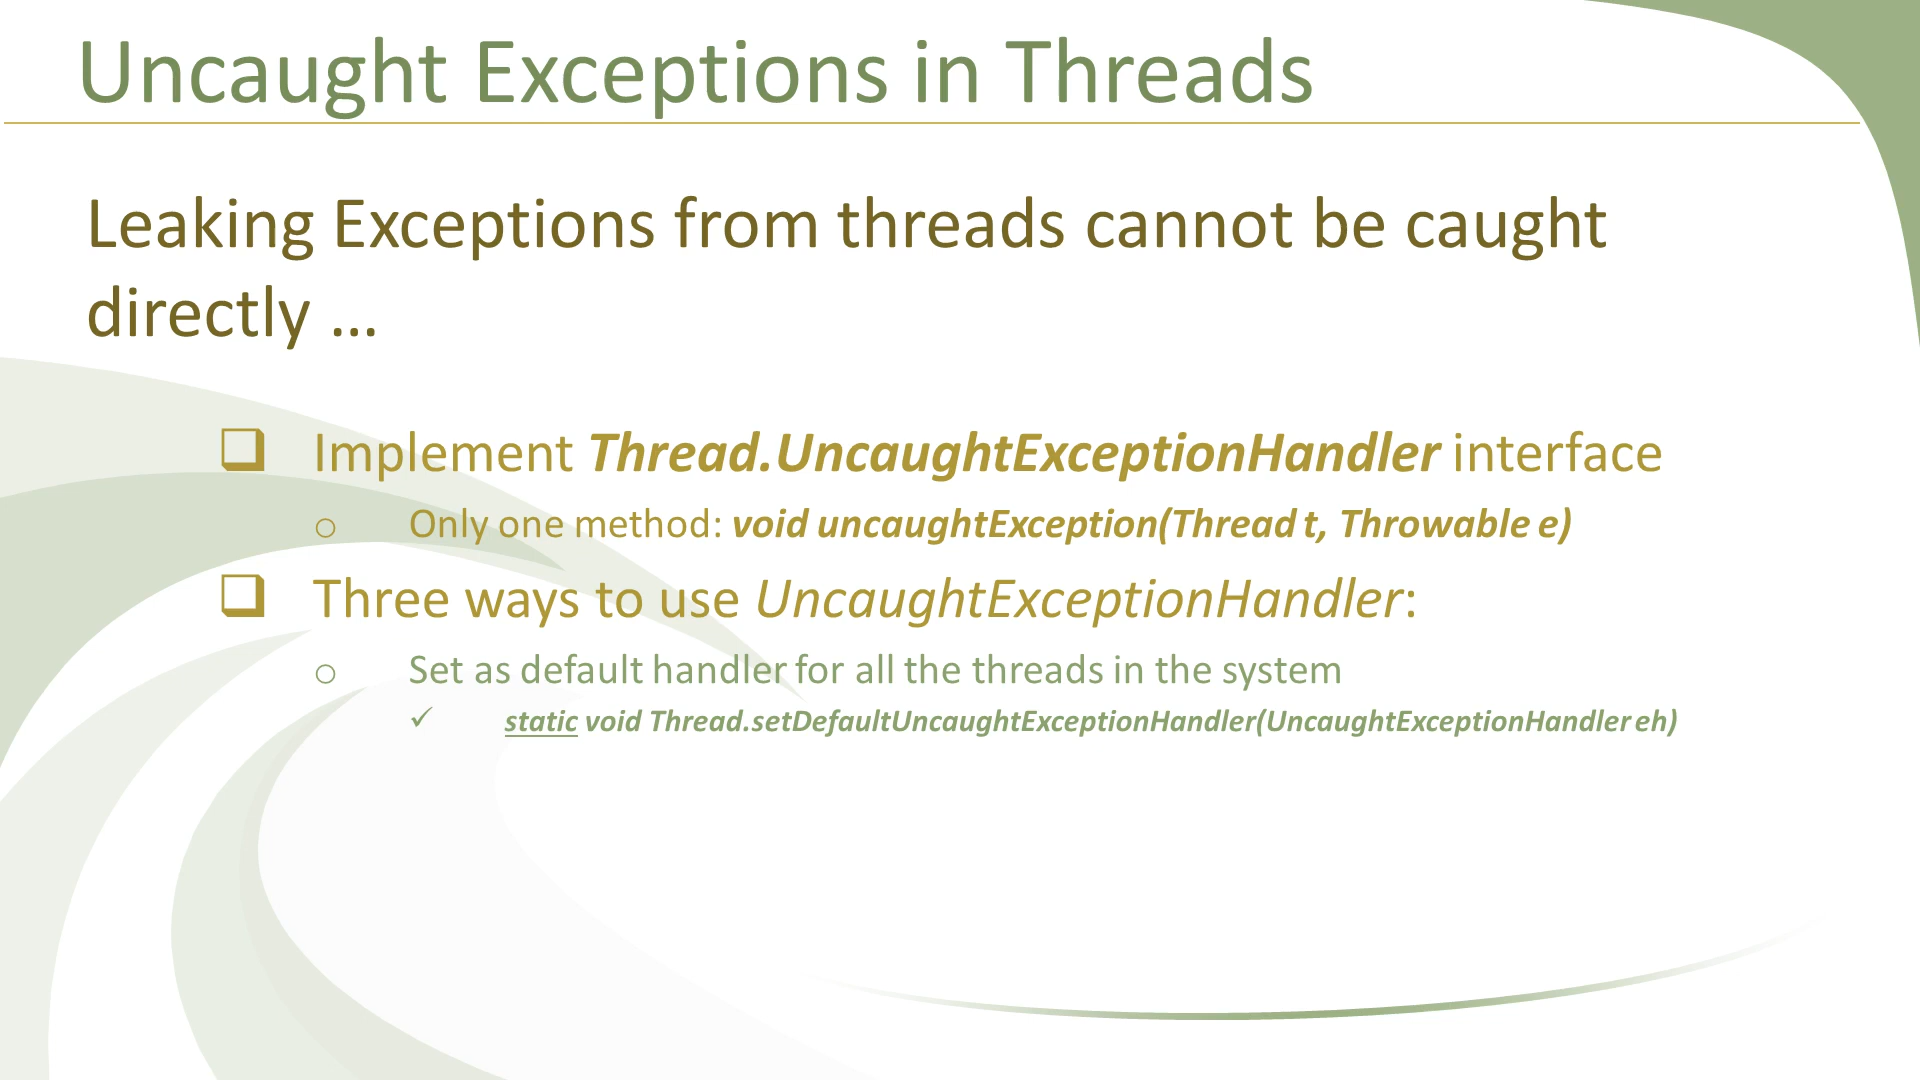 Uncaught Exceptions in Threads
Leaking Exceptions from threads cannot be caught
directly ...
Implement Thread.UncaughtExceptionHandler interface
Only one method: void uncaughtException(Thread t, Throwable e)
Three ways to use UncaughtExceptionHandler:
Set as default handler for all the threads in the system
static void Thread.setDefaultUncaughtExceptionHandler(UncaughtExceptionHandler eh)